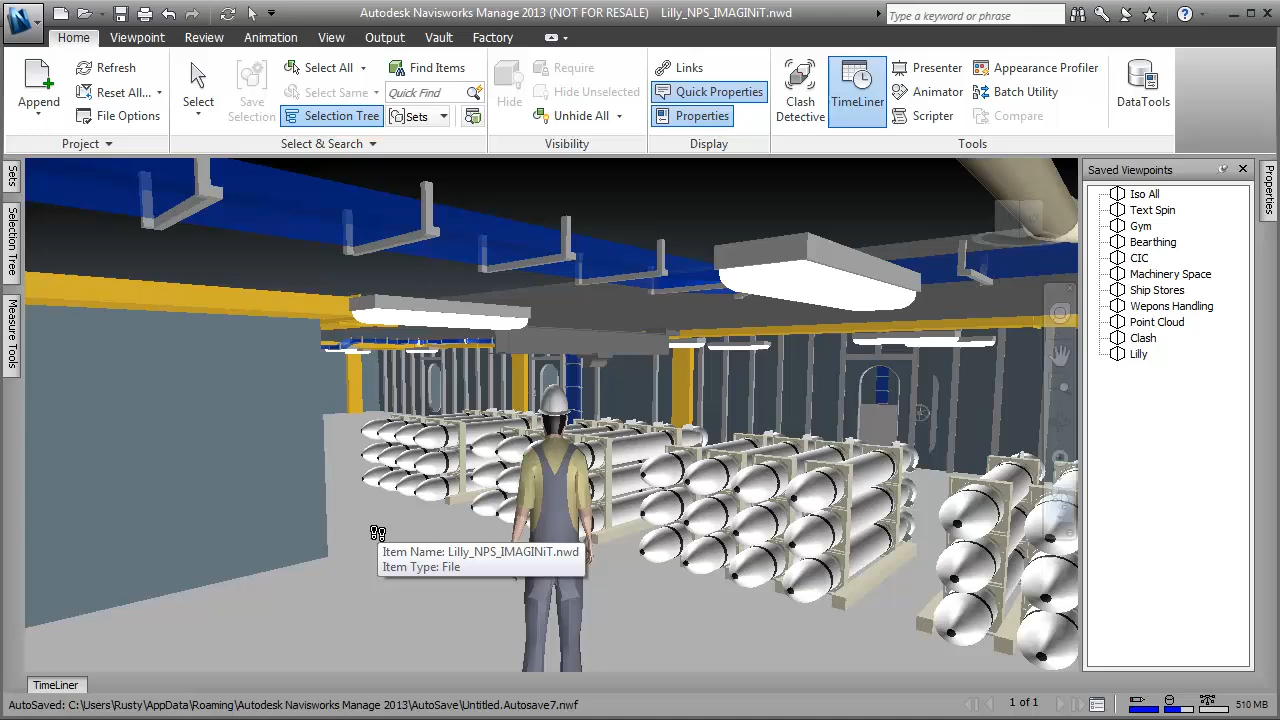 Autodesk Navisworks Manage 2013 (NOT FOR RESALE) Lilly_NPS_IMAGINiT.nwd
Type a keyword or phrase
Home Viewpoint Review Animation View Output Vault Factory
Append
Refresh
Reset All...
File Options
Project
Select
Save Selection
Select All
Select Same
Selection Tree
Find Items
Quick Find
Sets
Select & Search
Hide
Require
Hide Unselected
Unhide All
Visibility
Links
Quick Properties
Properties
Display
Clash Detective
TimeLiner
Presenter
Animator
Scripter
Appearance Profiler
Batch Utility
Compare
Tools
DataTools
Sets
Selection Tree
Measure Tools
Item Name: Lilly_NPS_IMAGINiT.nwd
Item Type: File
Saved Viewpoints
Iso All
Text Spin
Gym
Bearthing
CIC
Machinery Space
Ship Stores
Wepons Handling
Point Cloud
Clash
Lilly
Properties
TimeLiner
AutoSaved: C:\Users\Rusty\AppData\Roaming\Autodesk Navisworks Manage 2013\AutoSave\Untitled.Autosave7.nwf
1 of 1
510 MB